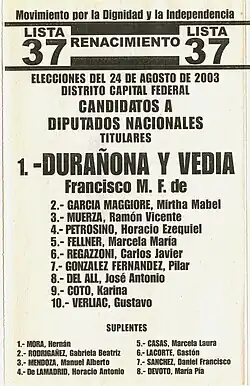 Movimiento por la Dignidad y la Independencia
LISTA 37 RENACIMIENTO LISTA 37
ELECCIONES DEL 24 DE AGOSTO DE 2003
DISTRITO CAPITAL FEDERAL
CANDIDATOS A
DIPUTADOS NACIONALES
TITULARES
1.-DURAÑONA Y VEDIA
Francisco M. F. de
2.- GARCIA MAGGIORE, Mirtha Mabel
3.- MUERZA, Ramón Vicente
4.- PETROSINO, Horacio Ezequiel
5.- FELLNER, Marcela María
6.- REGAZZONI, Carlos Javier
7.- GONZALEZ FERNANDEZ, Pilar
8.- DEL ALL, José Antonio
9.- COTO, Karina
10.- VERLIAC, Gustavo
SUPLENTES
1.- MORA, Hernán
2.- RODRIGAÑEZ, Gabriela Beatriz
3.- MENDOZA, Manuel Alberto
4.- De LAMADRID, Horacio Antonio
5.- CASAS, Marcela Laura
6.- LACORTE, Gastón
7.- SANCHEZ, Daniel Francisco
8.- DEVOTO, María Pía